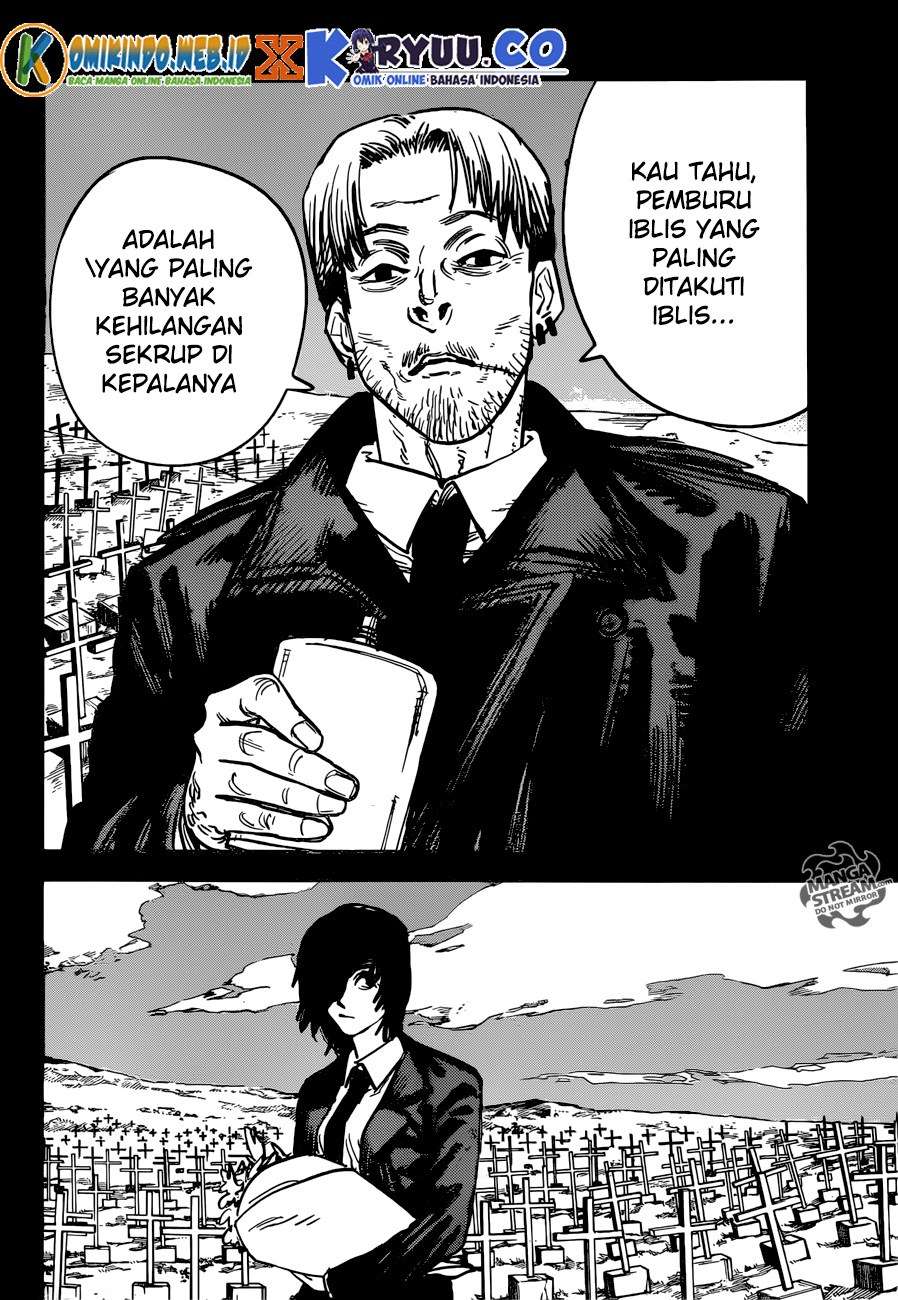 KOMIKINDO.WEB.ID X KIRYUU.CO
BACA MANGA ONLINE BAHASA INDONESIA
KOMIK ONLINE BAHASA INDONESIA
KAU TAHU,
PEMBURU
IBLIS YANG
PALING
DITAKUTI
IBLIS...
ADALAH
\YANG PALING
BANYAK
KEHILANGAN
SEKRUP DI
KEPALANYA
MANGA
STREAM.com
DO NOT MIRROR